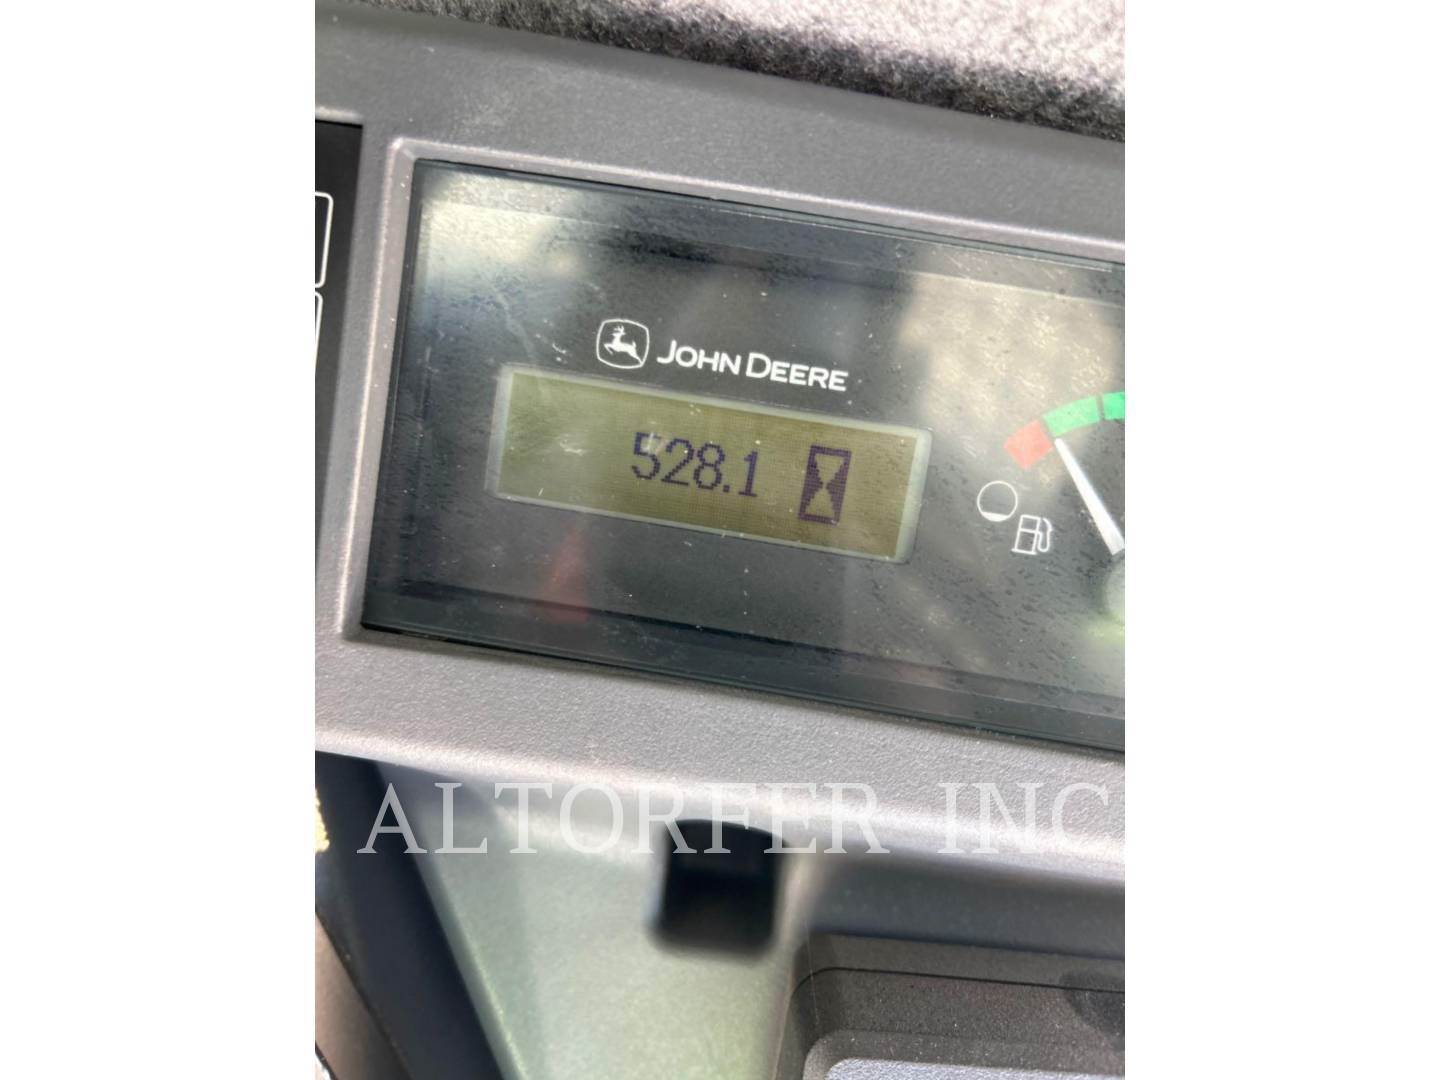 JOHN DEERE
528.1
ALTORFER INC